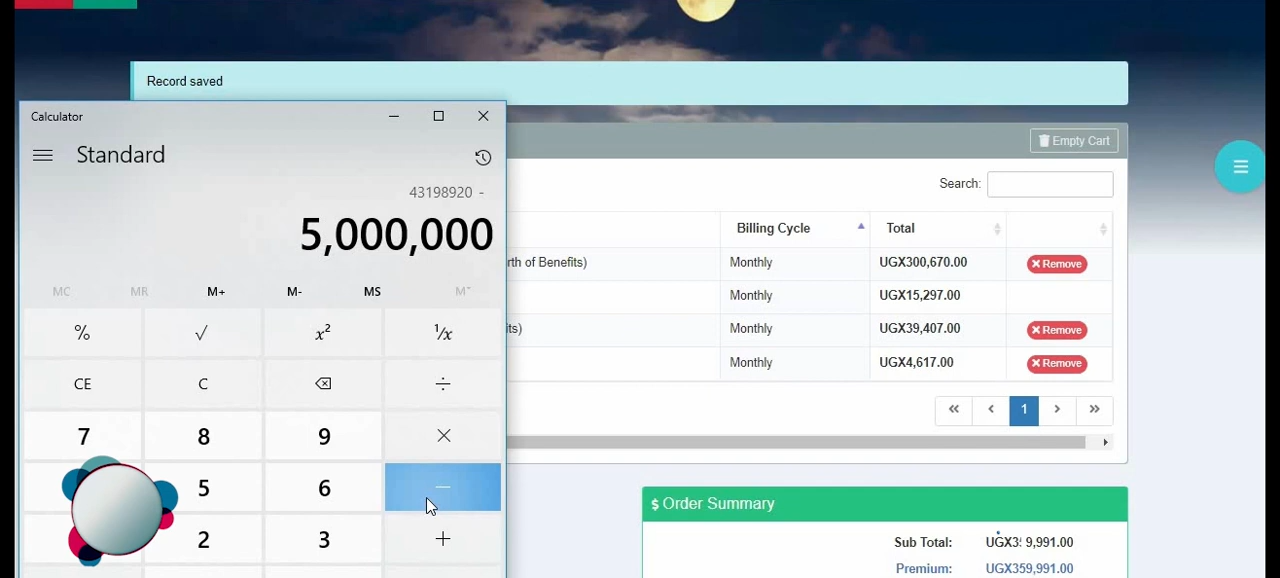 Record saved
Calculator
Empty Cart
Standard
Search:
43198920 -
5,000,000
Billing Cycle
Total
rth of Benefits)
Monthly
UGX300,670.00
Remove
MC
MR
M+
M-
MS
M˅
Monthly
UGX15,297.00
its)
Monthly
UGX39,407.00
Remove
%
√
x²
¹/x
Monthly
UGX4,617.00
Remove
CE
C
÷
«
‹
1
›
»
7
8
9
×
5
6
−
$ Order Summary
2
3
+
Sub Total:
9,991.00
Premium:
UGX359,991.00